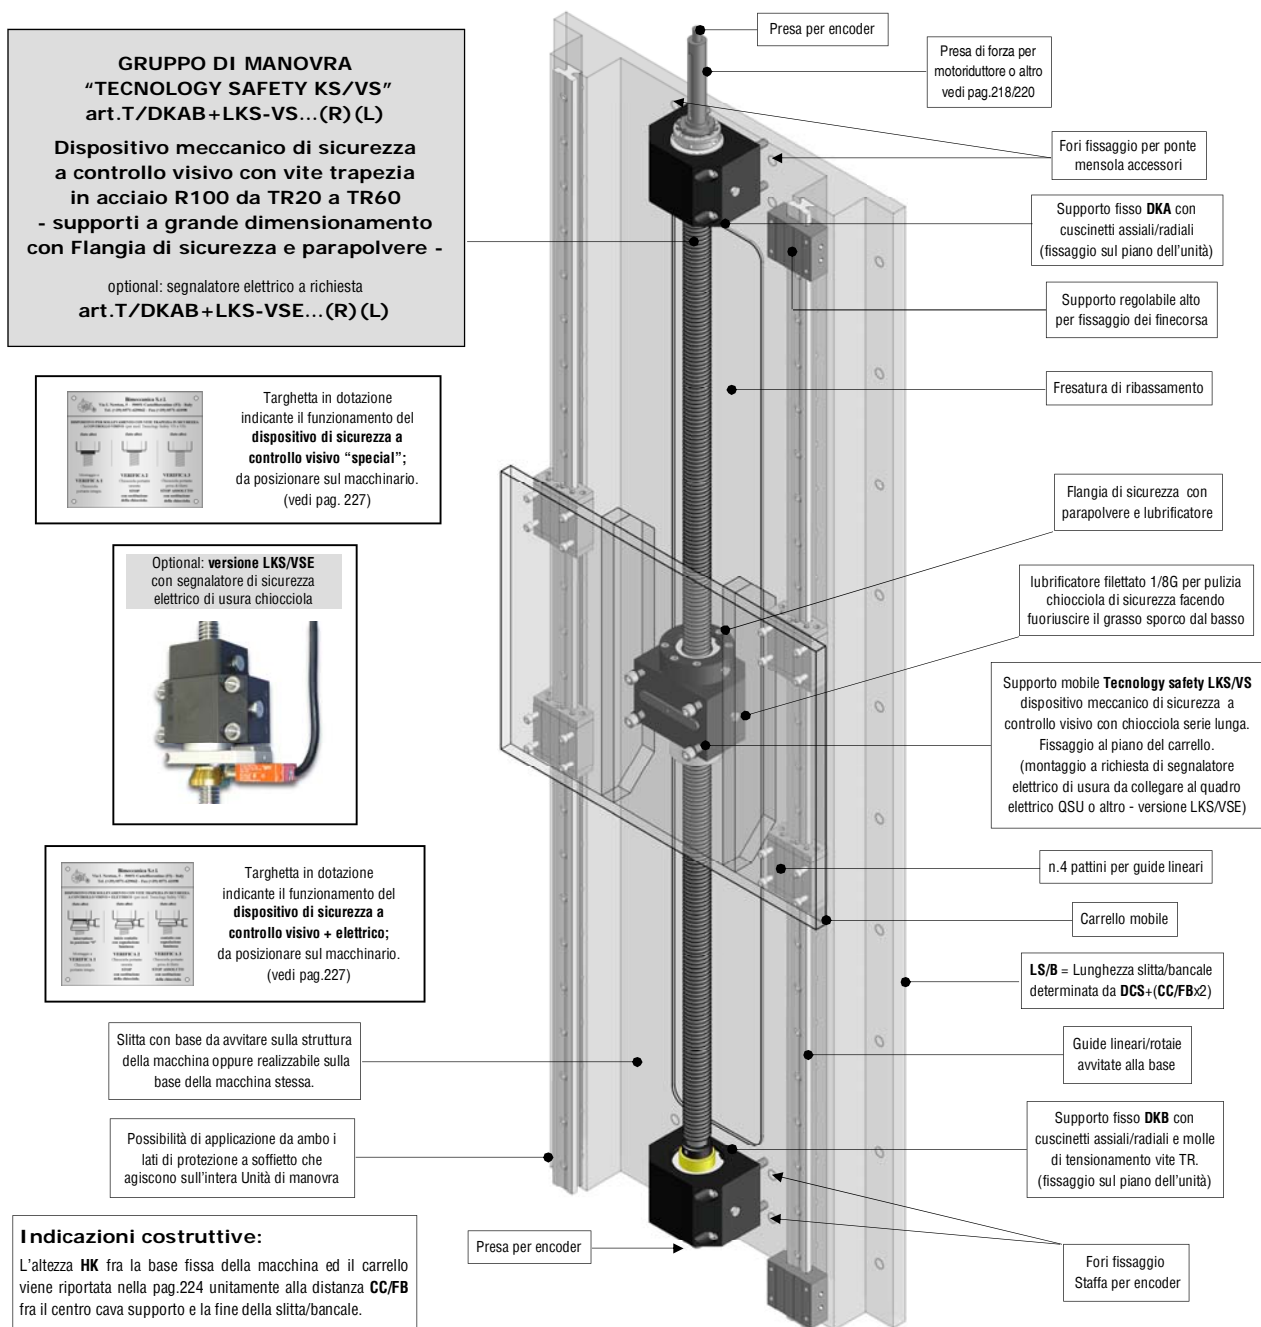 GRUPPO DI MANOVRA
“TECNOLOGY SAFETY KS/VS”
art.T/DKAB+LKS-VS...(R)(L)
Dispositivo meccanico di sicurezza
a controllo visivo con vite trapezia
in acciaio R100 da TR20 a TR60
- supporti a grande dimensionamento
con Flangia di sicurezza e parapolvere -
optional: segnalatore elettrico a richiesta
art.T/DKAB+LKS-VSE...(R)(L)
Bimeccanica S.r.l.
VERIFICA 1
VERIFICA 2
VERIFICA 3
Targhetta in dotazione
indicante il funzionamento del
dispositivo di sicurezza a
controllo visivo “special”;
da posizionare sul macchinario.
(vedi pag. 227)
Optional: versione LKS/VSE
con segnalatore di sicurezza
elettrico di usura chiocciola
Bimeccanica S.r.l.
VERIFICA 1
VERIFICA 2
VERIFICA 3
Targhetta in dotazione
indicante il funzionamento del
dispositivo di sicurezza a
controllo visivo + elettrico;
da posizionare sul macchinario.
(vedi pag.227)
Slitta con base da avvitare sulla struttura
della macchina oppure realizzabile sulla
base della macchina stessa.
Possibilità di applicazione da ambo i
lati di protezione a soffietto che
agiscono sull’intera Unità di manovra
Indicazioni costruttive:
L’altezza HK fra la base fissa della macchina ed il carrello
viene riportata nella pag.224 unitamente alla distanza CC/FB
fra il centro cava supporto e la fine della slitta/bancale.
Presa per encoder
Presa di forza per
motoriduttore o altro
vedi pag.218/220
Fori fissaggio per ponte
mensola accessori
Supporto fisso DKA con
cuscinetti assiali/radiali
(fissaggio sul piano dell’unità)
Supporto regolabile alto
per fissaggio dei finecorsa
Fresatura di ribassamento
Flangia di sicurezza con
parapolvere e lubrificatore
lubrificatore filettato 1/8G per pulizia
chiocciola di sicurezza facendo
fuoriuscire il grasso sporco dal basso
Supporto mobile Tecnology safety LKS/VS
dispositivo meccanico di sicurezza a
controllo visivo con chiocciola serie lunga.
Fissaggio al piano del carrello.
(montaggio a richiesta di segnalatore
elettrico di usura da collegare al quadro
elettrico QSU o altro - versione LKS/VSE)
n.4 pattini per guide lineari
Carrello mobile
LS/B = Lunghezza slitta/bancale
determinata da DCS+(CC/FBx2)
Guide lineari/rotaie
avvitate alla base
Supporto fisso DKB con
cuscinetti assiali/radiali e molle
di tensionamento vite TR.
(fissaggio sul piano dell’unità)
Presa per encoder
Fori fissaggio
Staffa per encoder